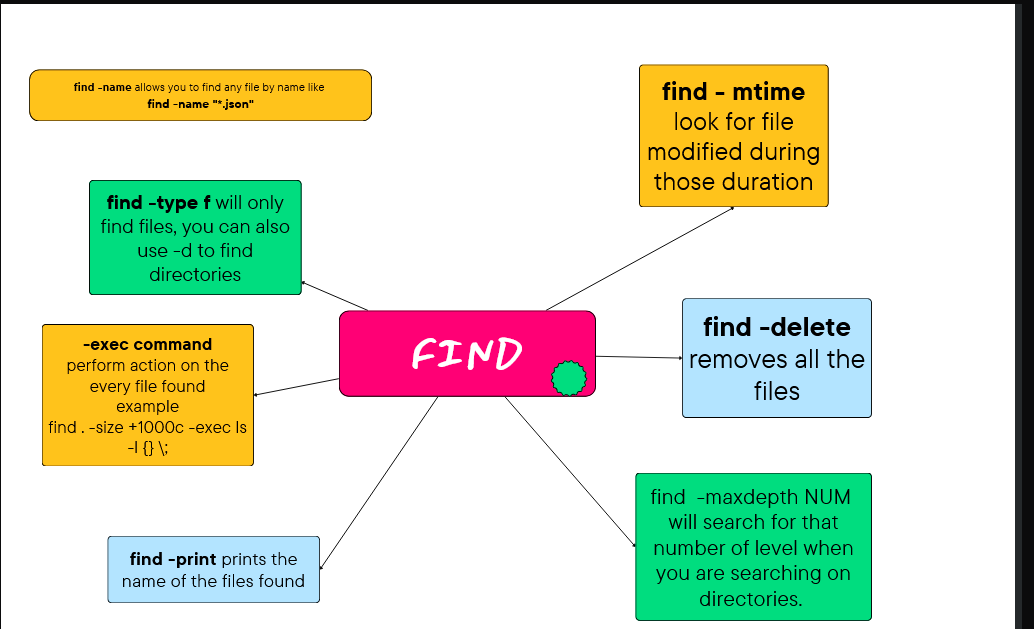 find -name allows you to find any file by name like
find -name "*.json"
find - mtime
look for file
modified during
those duration
find -type f will only
find files, you can also
use -d to find
directories
FIND
find -delete
removes all the
files
-exec command
perform action on the
every file found
example
find . -size +1000c -exec ls
-l {} \;
find -maxdepth NUM
will search for that
number of level when
you are searching on
directories.
find -print prints the
name of the files found